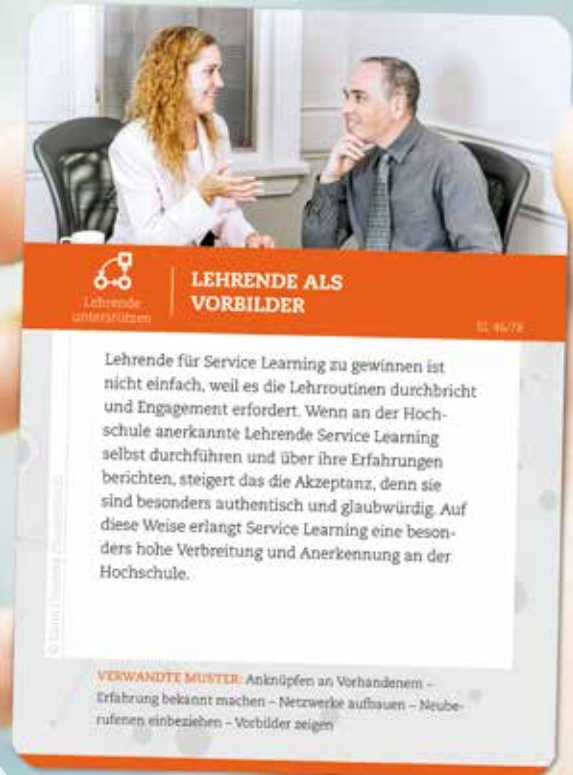 Lehrende
unterstützen
LEHRENDE ALS
VORBILDER
SL 46/78
Lehrende für Service Learning zu gewinnen ist
nicht einfach, weil es die Lehrroutinen durchbricht
und Engagement erfordert. Wenn an der Hoch-
schule anerkannte Lehrende Service Learning
selbst durchführen und über ihre Erfahrungen
berichten, steigert das die Akzeptanz, denn sie
sind besonders authentisch und glaubwürdig. Auf
diese Weise erlangt Service Learning eine beson-
ders hohe Verbreitung und Anerkennung an der
Hochschule.
VERWANDTE MUSTER: Anknüpfen an Vorhandenem –
Erfahrung bekannt machen – Netzwerke aufbauen – Neube-
rufenen einbeziehen – Vorbilder zeigen